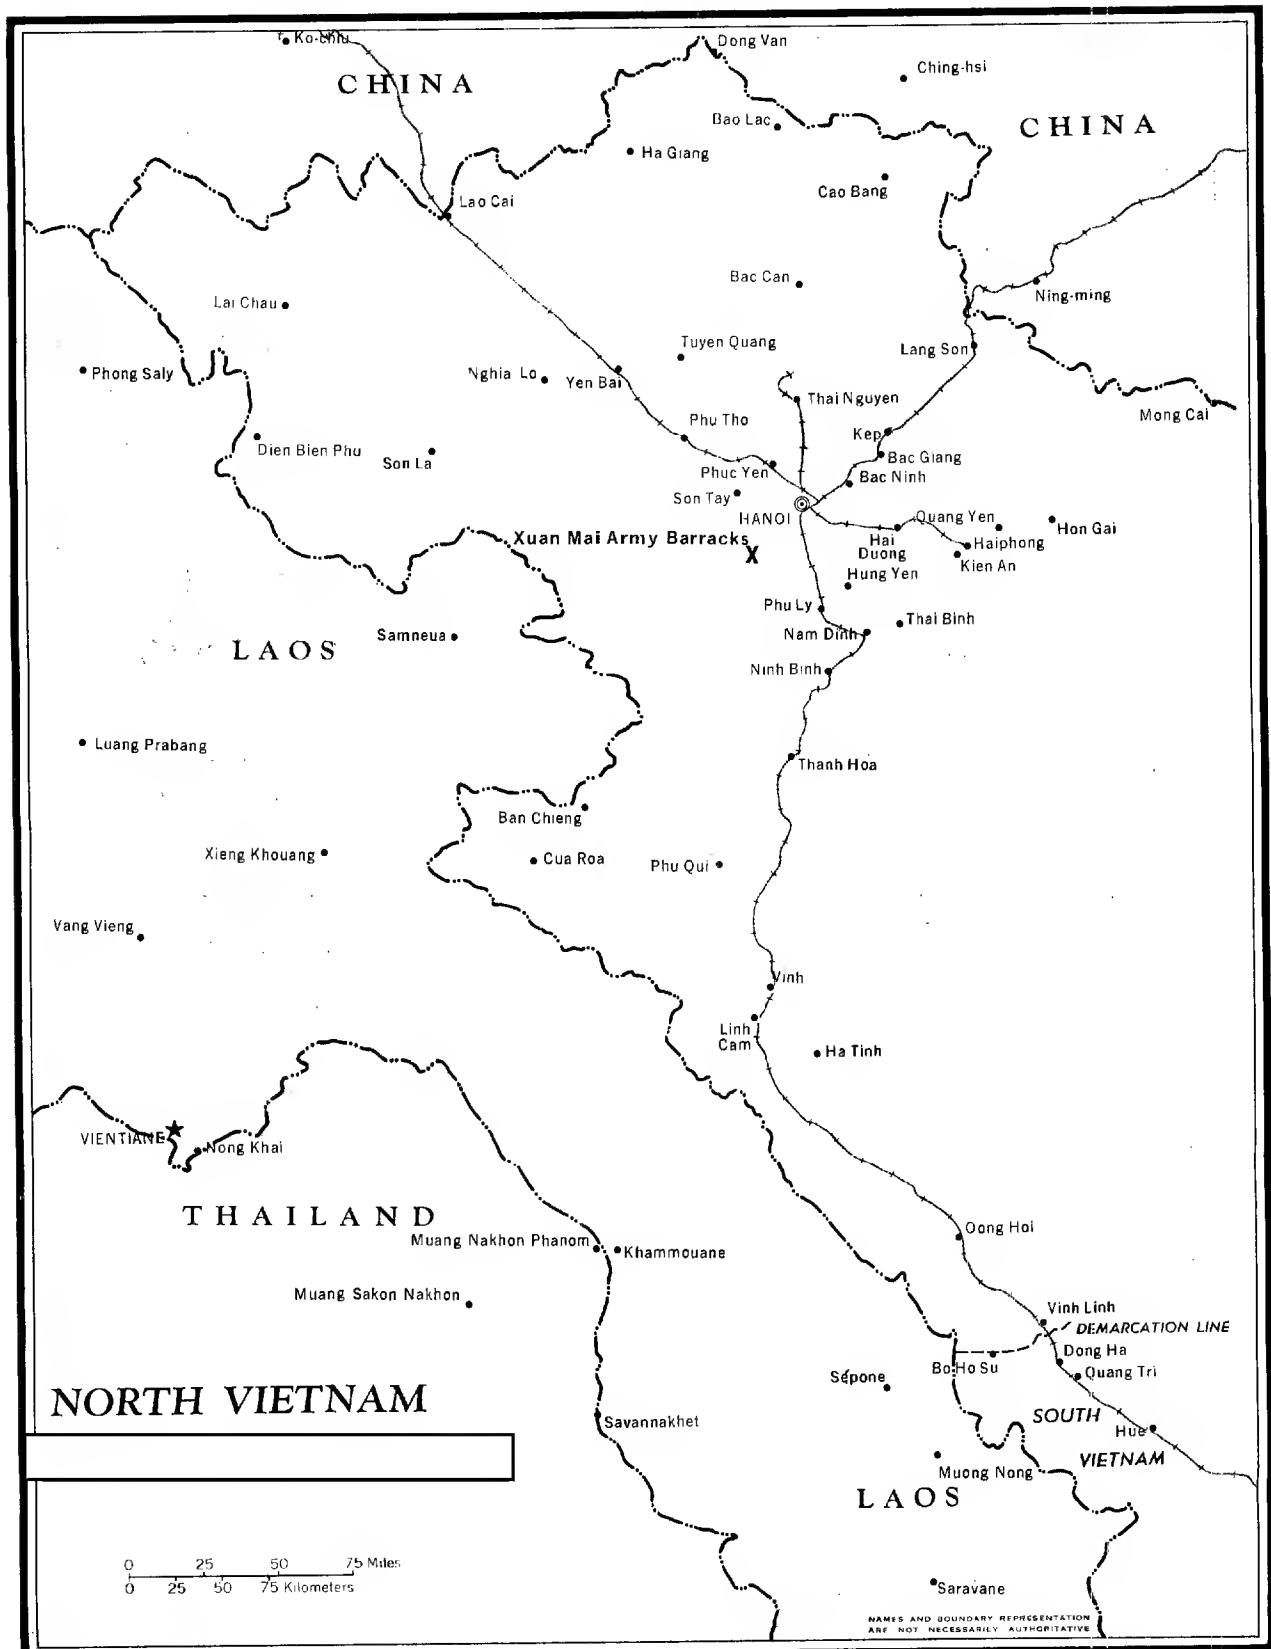 Ko-chiu
Dong Van
Ching-hsi
CHINA
Bao Lac
CHINA
Ha Giang
Cao Bang
Lao Cai
Bac Can
Ning-ming
Lai Chau
Tuyen Quang
Lang Son
Phong Saly
Nghia Lo
Yen Bai
Thai Nguyen
Mong Cai
Phu Tho
Kep
Dien Bien Phu
Son La
Phuc Yen
Bac Giang
Bac Ninh
Son Tay
HANOI
Quang Yen
Hon Gai
Xuan Mai Army Barracks
X
Hai
Duong
Haiphong
Kien An
Hung Yen
Phu Ly
Thai Binh
Samneua
Nam Dinh
LAOS
Ninh Binh
Luang Prabang
Thanh Hoa
Ban Chieng
Xieng Khouang
Cua Roa
Phu Qui
Vang Vieng
Vinh
Linh
Cam
Ha Tinh
VIENTIANE
Nong Khai
THAILAND
Muang Nakhon Phanom
Khammouane
Dong Hoi
Muang Sakon Nakhon
Vinh Linh
DEMARCATION LINE
Dong Ha
Bo Ho Su
Quang Tri
Sépone
NORTH VIETNAM
Savannakhet
SOUTH
VIETNAM
Hue
Muong Nong
LAOS
0 25 50 75 Miles
0 25 50 75 Kilometers
Saravane
NAMES AND BOUNDARY REPRESENTATION
ARE NOT NECESSARILY AUTHORITATIVE